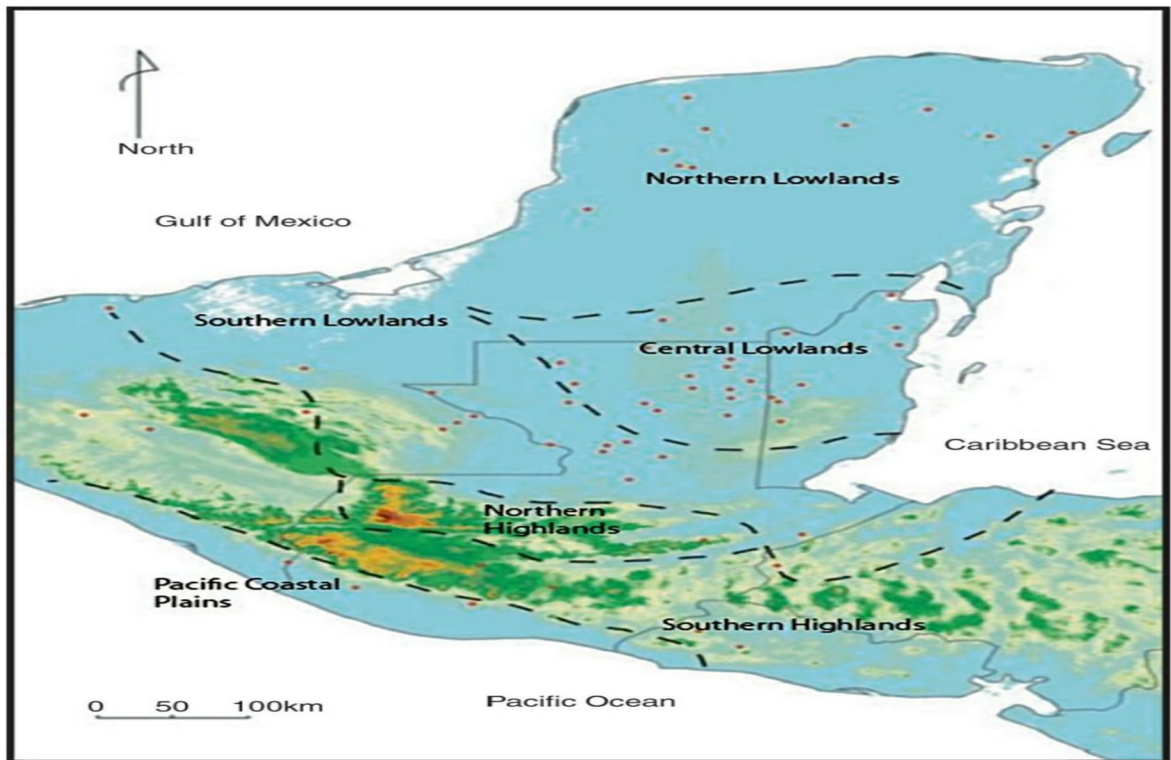 North
Gulf of Mexico
Northern Lowlands
Southern Lowlands
Central Lowlands
Caribbean Sea
Northern
Highlands
Pacific Coastal
Plains
Southern Highlands
Pacific Ocean
0 50 100km